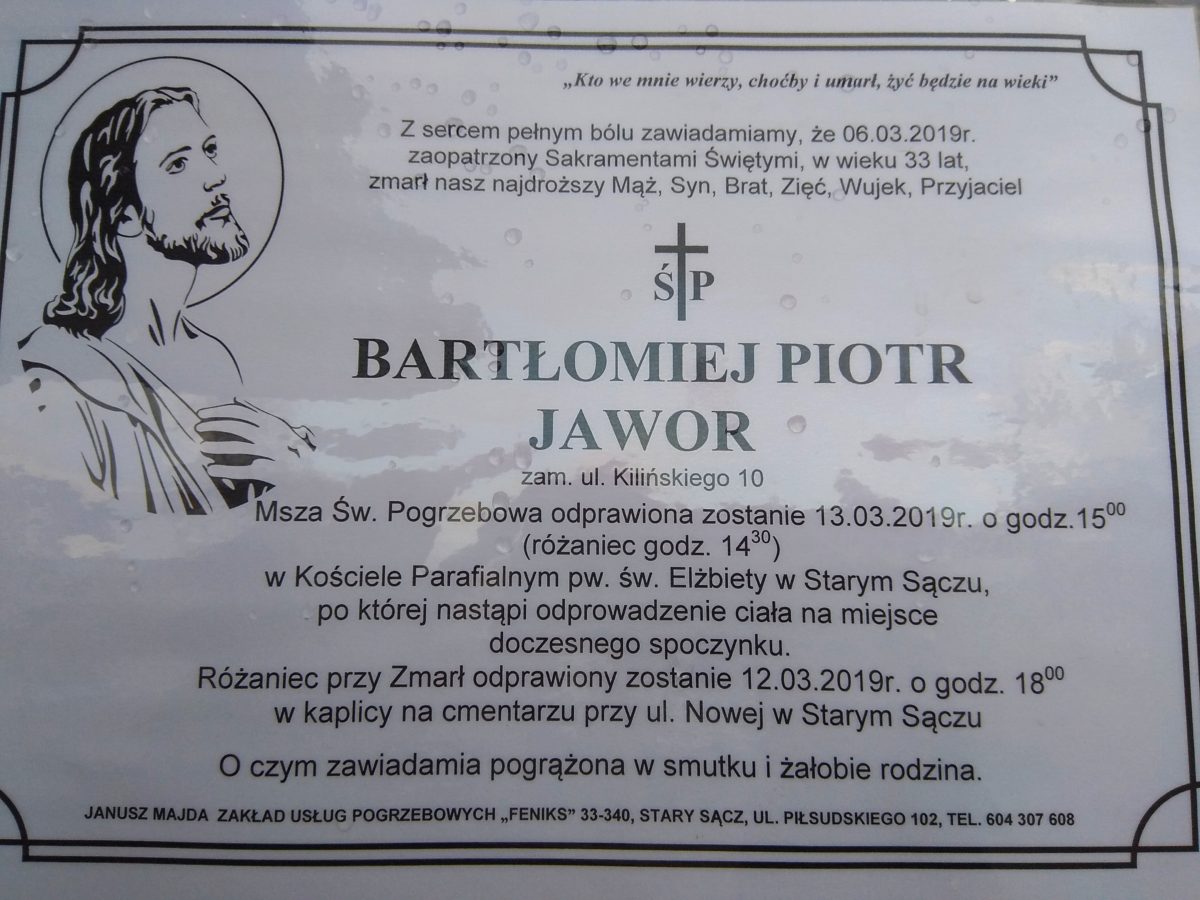 „Kto we mnie wierzy, choćby i umarł, żyć będzie na wieki”
Z sercem pełnym bólu zawiadamiamy, że 06.03.2019r.
zaopatrzony Sakramentami Świętymi, w wieku 33 lat,
zmarł nasz najdroższy Mąż, Syn, Brat, Zięć, Wujek, Przyjaciel
Ś P
BARTŁOMIEJ PIOTR
JAWOR
zam. ul. Kilińskiego 10
Msza Św. Pogrzebowa odprawiona zostanie 13.03.2019r. o godz.15⁰⁰
(różaniec godz. 14³⁰)
w Kościele Parafialnym pw. św. Elżbiety w Starym Sączu,
po której nastąpi odprowadzenie ciała na miejsce
doczesnego spoczynku.
Różaniec przy Zmarł odprawiony zostanie 12.03.2019r. o godz. 18⁰⁰
w kaplicy na cmentarzu przy ul. Nowej w Starym Sączu
O czym zawiadamia pogrążona w smutku i żałobie rodzina.
JANUSZ MAJDA ZAKŁAD USŁUG POGRZEBOWYCH „FENIKS” 33-340, STARY SĄCZ, UL. PIŁSUDSKIEGO 102, TEL. 604 307 608